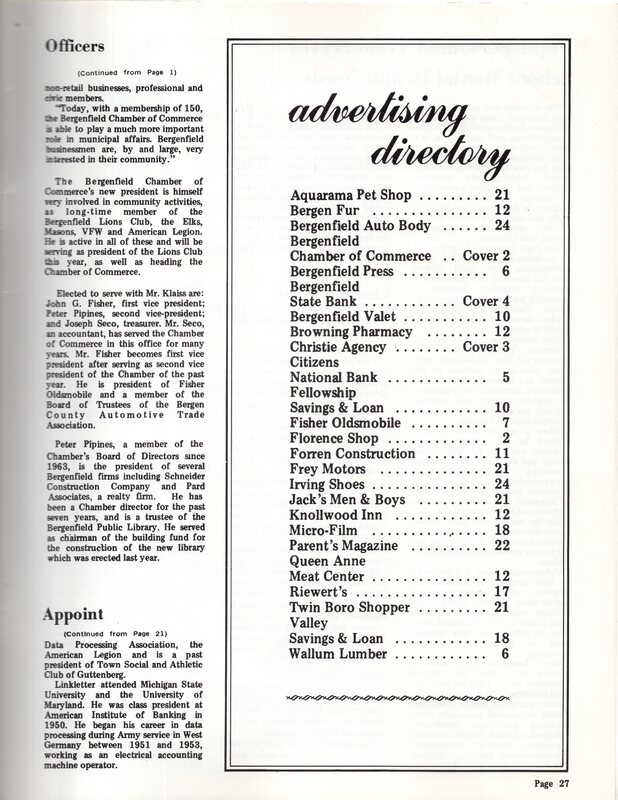 Officers
(Continued from Page 1)
non-retail businesses, professional and
civic members.
"Today, with a membership of 150,
the Bergenfield Chamber of Commerce
is able to play a much more important
role in municipal affairs. Bergenfield
businessmen are, by and large, very
interested in their community."
The Bergenfield Chamber of
Commerce's new president is himself
very involved in community activities,
as long-time member of the
Bergenfield Lions Club, the Elks,
Masons, VFW and American Legion.
He is active in all of these and will be
serving as president of the Lions Club
this year, as well as heading the
Chamber of Commerce.
Elected to serve with Mr. Klaiss are:
John G. Fisher, first vice president;
Peter Pipines, second vice-president;
and Joseph Seco, treasurer. Mr. Seco,
an accountant, has served the Chamber
of Commerce in this office for many
years. Mr. Fisher becomes first vice
president after serving as second vice
president of the Chamber of the past
year. He is president of Fisher
Oldsmobile and a member of the
Board of Trustees of the Bergen
County Automotive Trade
Association.
Peter Pipines, a member of the
Chamber's Board of Directors since
1963, is the president of several
Bergenfield firms including Schneider
Construction Company and Pard
Associates, a realty firm. He has
been a Chamber director for the past
seven years, and is a trustee of the
Bergenfield Public Library. He served
as chairman of the building fund for
the construction of the new library
which was erected last year.
Appoint
(Continued from Page 21)
Data Processing Association, the
American Legion and is a past
president of Town Social and Athletic
Club of Guttenberg.
Linkletter attended Michigan State
University and the University of
Maryland. He was class president at
American Institute of Banking in
1950. He began his career in data
processing during Army service in West
Germany between 1951 and 1953,
working as an electrical accounting
machine operator.
advertising
directory
Aquarama Pet Shop . . . . . . . . . 21
Bergen Fur . . . . . . . . . . . . . . . 12
Bergenfield Auto Body . . . . . . 24
Bergenfield
Chamber of Commerce . . Cover 2
Bergenfield Press . . . . . . . . . . . 6
Bergenfield
State Bank . . . . . . . . . . . . Cover 4
Bergenfield Valet . . . . . . . . . . . 10
Browning Pharmacy . . . . . . . . 12
Christie Agency . . . . . . . . Cover 3
Citizens
National Bank . . . . . . . . . . . . . 5
Fellowship
Savings & Loan . . . . . . . . . . . . 10
Fisher Oldsmobile . . . . . . . . . . 7
Florence Shop . . . . . . . . . . . . . 2
Forren Construction . . . . . . . . 11
Frey Motors . . . . . . . . . . . . . . 21
Irving Shoes . . . . . . . . . . . . . . 24
Jack's Men & Boys . . . . . . . . . 21
Knollwood Inn . . . . . . . . . . . . 12
Micro-Film . . . . . . . . . . . . . . . 18
Parent's Magazine . . . . . . . . . . 22
Queen Anne
Meat Center . . . . . . . . . . . . . . 12
Riewert's . . . . . . . . . . . . . . . . . 17
Twin Boro Shopper . . . . . . . . . 21
Valley
Savings & Loan . . . . . . . . . . . . 18
Wallum Lumber . . . . . . . . . . . 6
Page 27